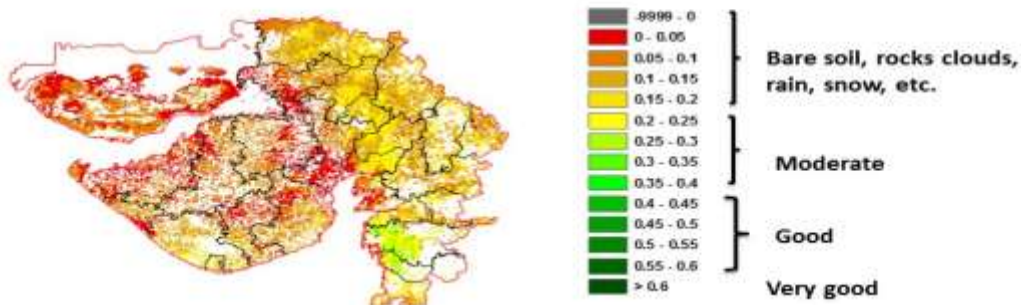 -9999 - 0
0 - 0.05
0.05 - 0.1
0.1 - 0.15
0.15 - 0.2
0.2 - 0.25
0.25 - 0.3
0.3 - 0.35
0.35 - 0.4
0.4 - 0.45
0.45 - 0.5
0.5 - 0.55
0.55 - 0.6
> 0.6
Bare soil, rocks clouds,
rain, snow, etc.
Moderate
Good
Very good